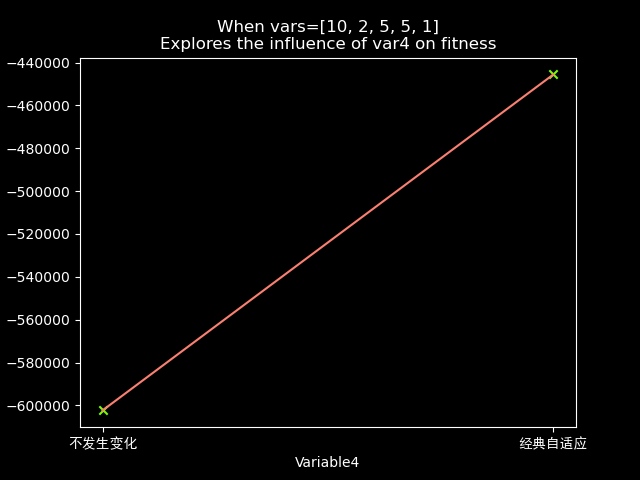 When vars=[10, 2, 5, 5, 1]
Explores the influence of var4 on fitness
−440000
−460000
−480000
−500000
−520000
−540000
−560000
−580000
−600000
不发生变化
经典自适应
Variable4